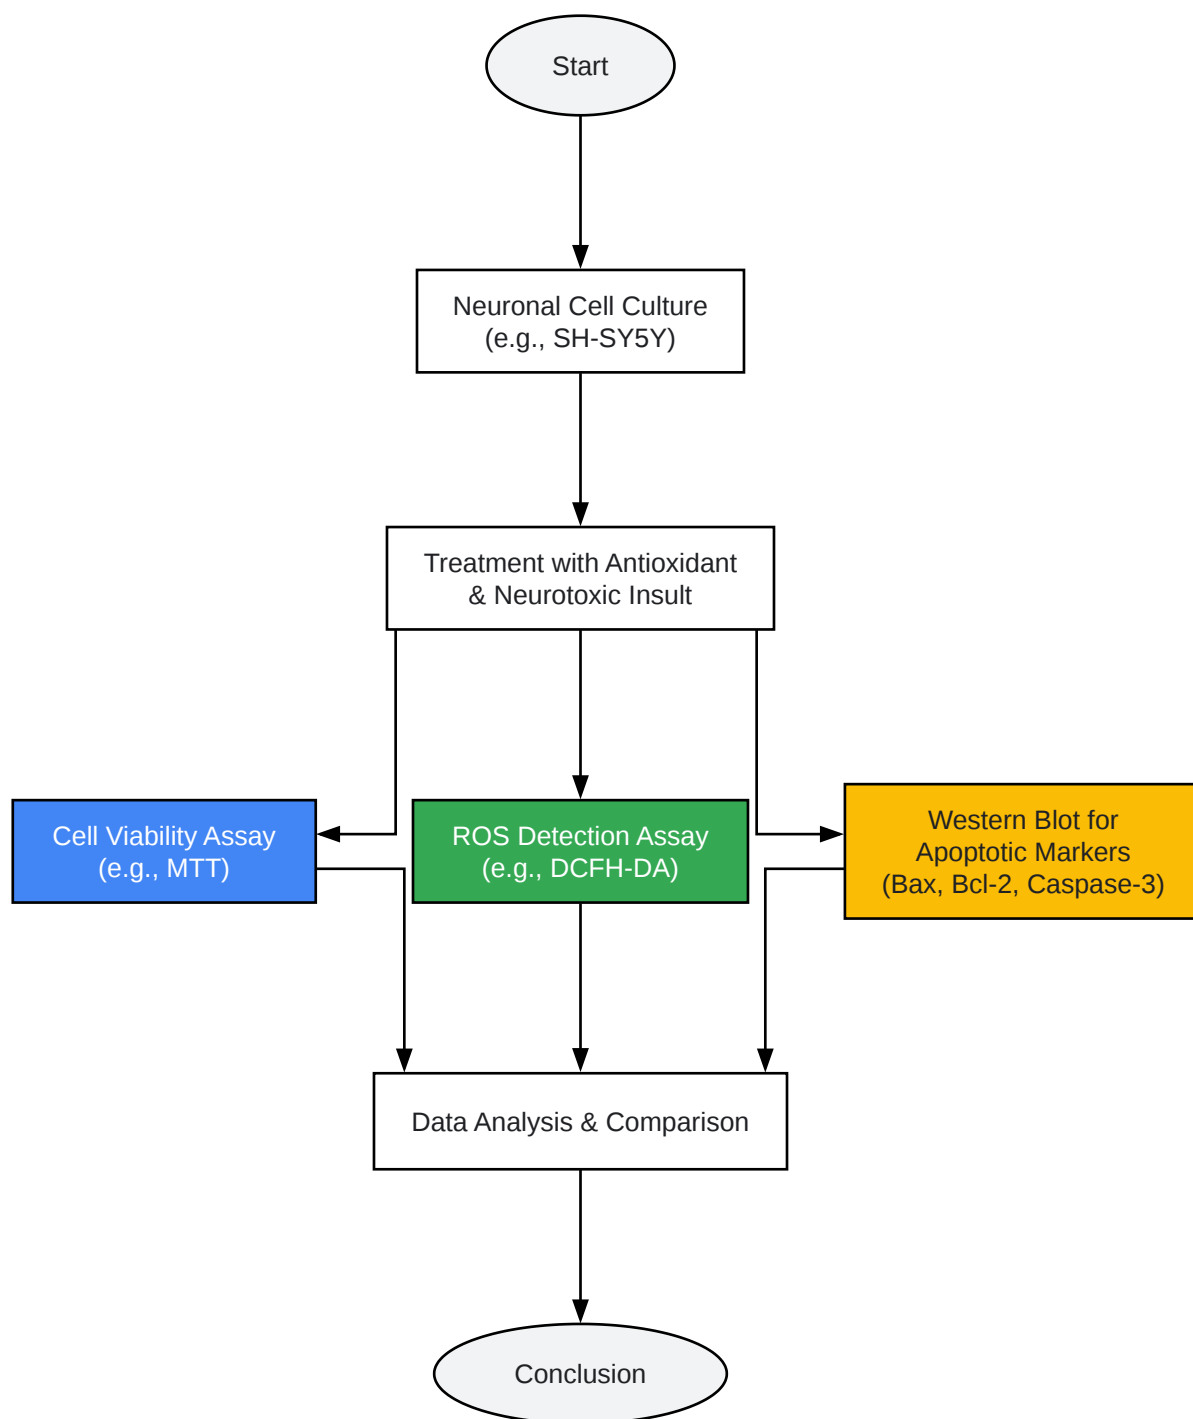 Start
Neuronal Cell Culture
(e.g., SH-SY5Y)
Treatment with Antioxidant
& Neurotoxic Insult
Cell Viability Assay
(e.g., MTT)
ROS Detection Assay
(e.g., DCFH-DA)
Western Blot for
Apoptotic Markers
(Bax, Bcl-2, Caspase-3)
Data Analysis & Comparison
Conclusion